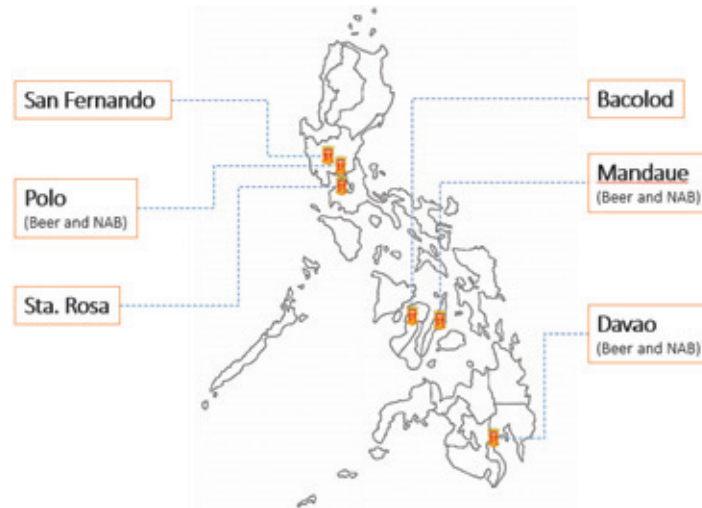 San Fernando
Polo
(Beer and NAB)
Sta. Rosa
Bacolod
Mandaue
(Beer and NAB)
Davao
(Beer and NAB)